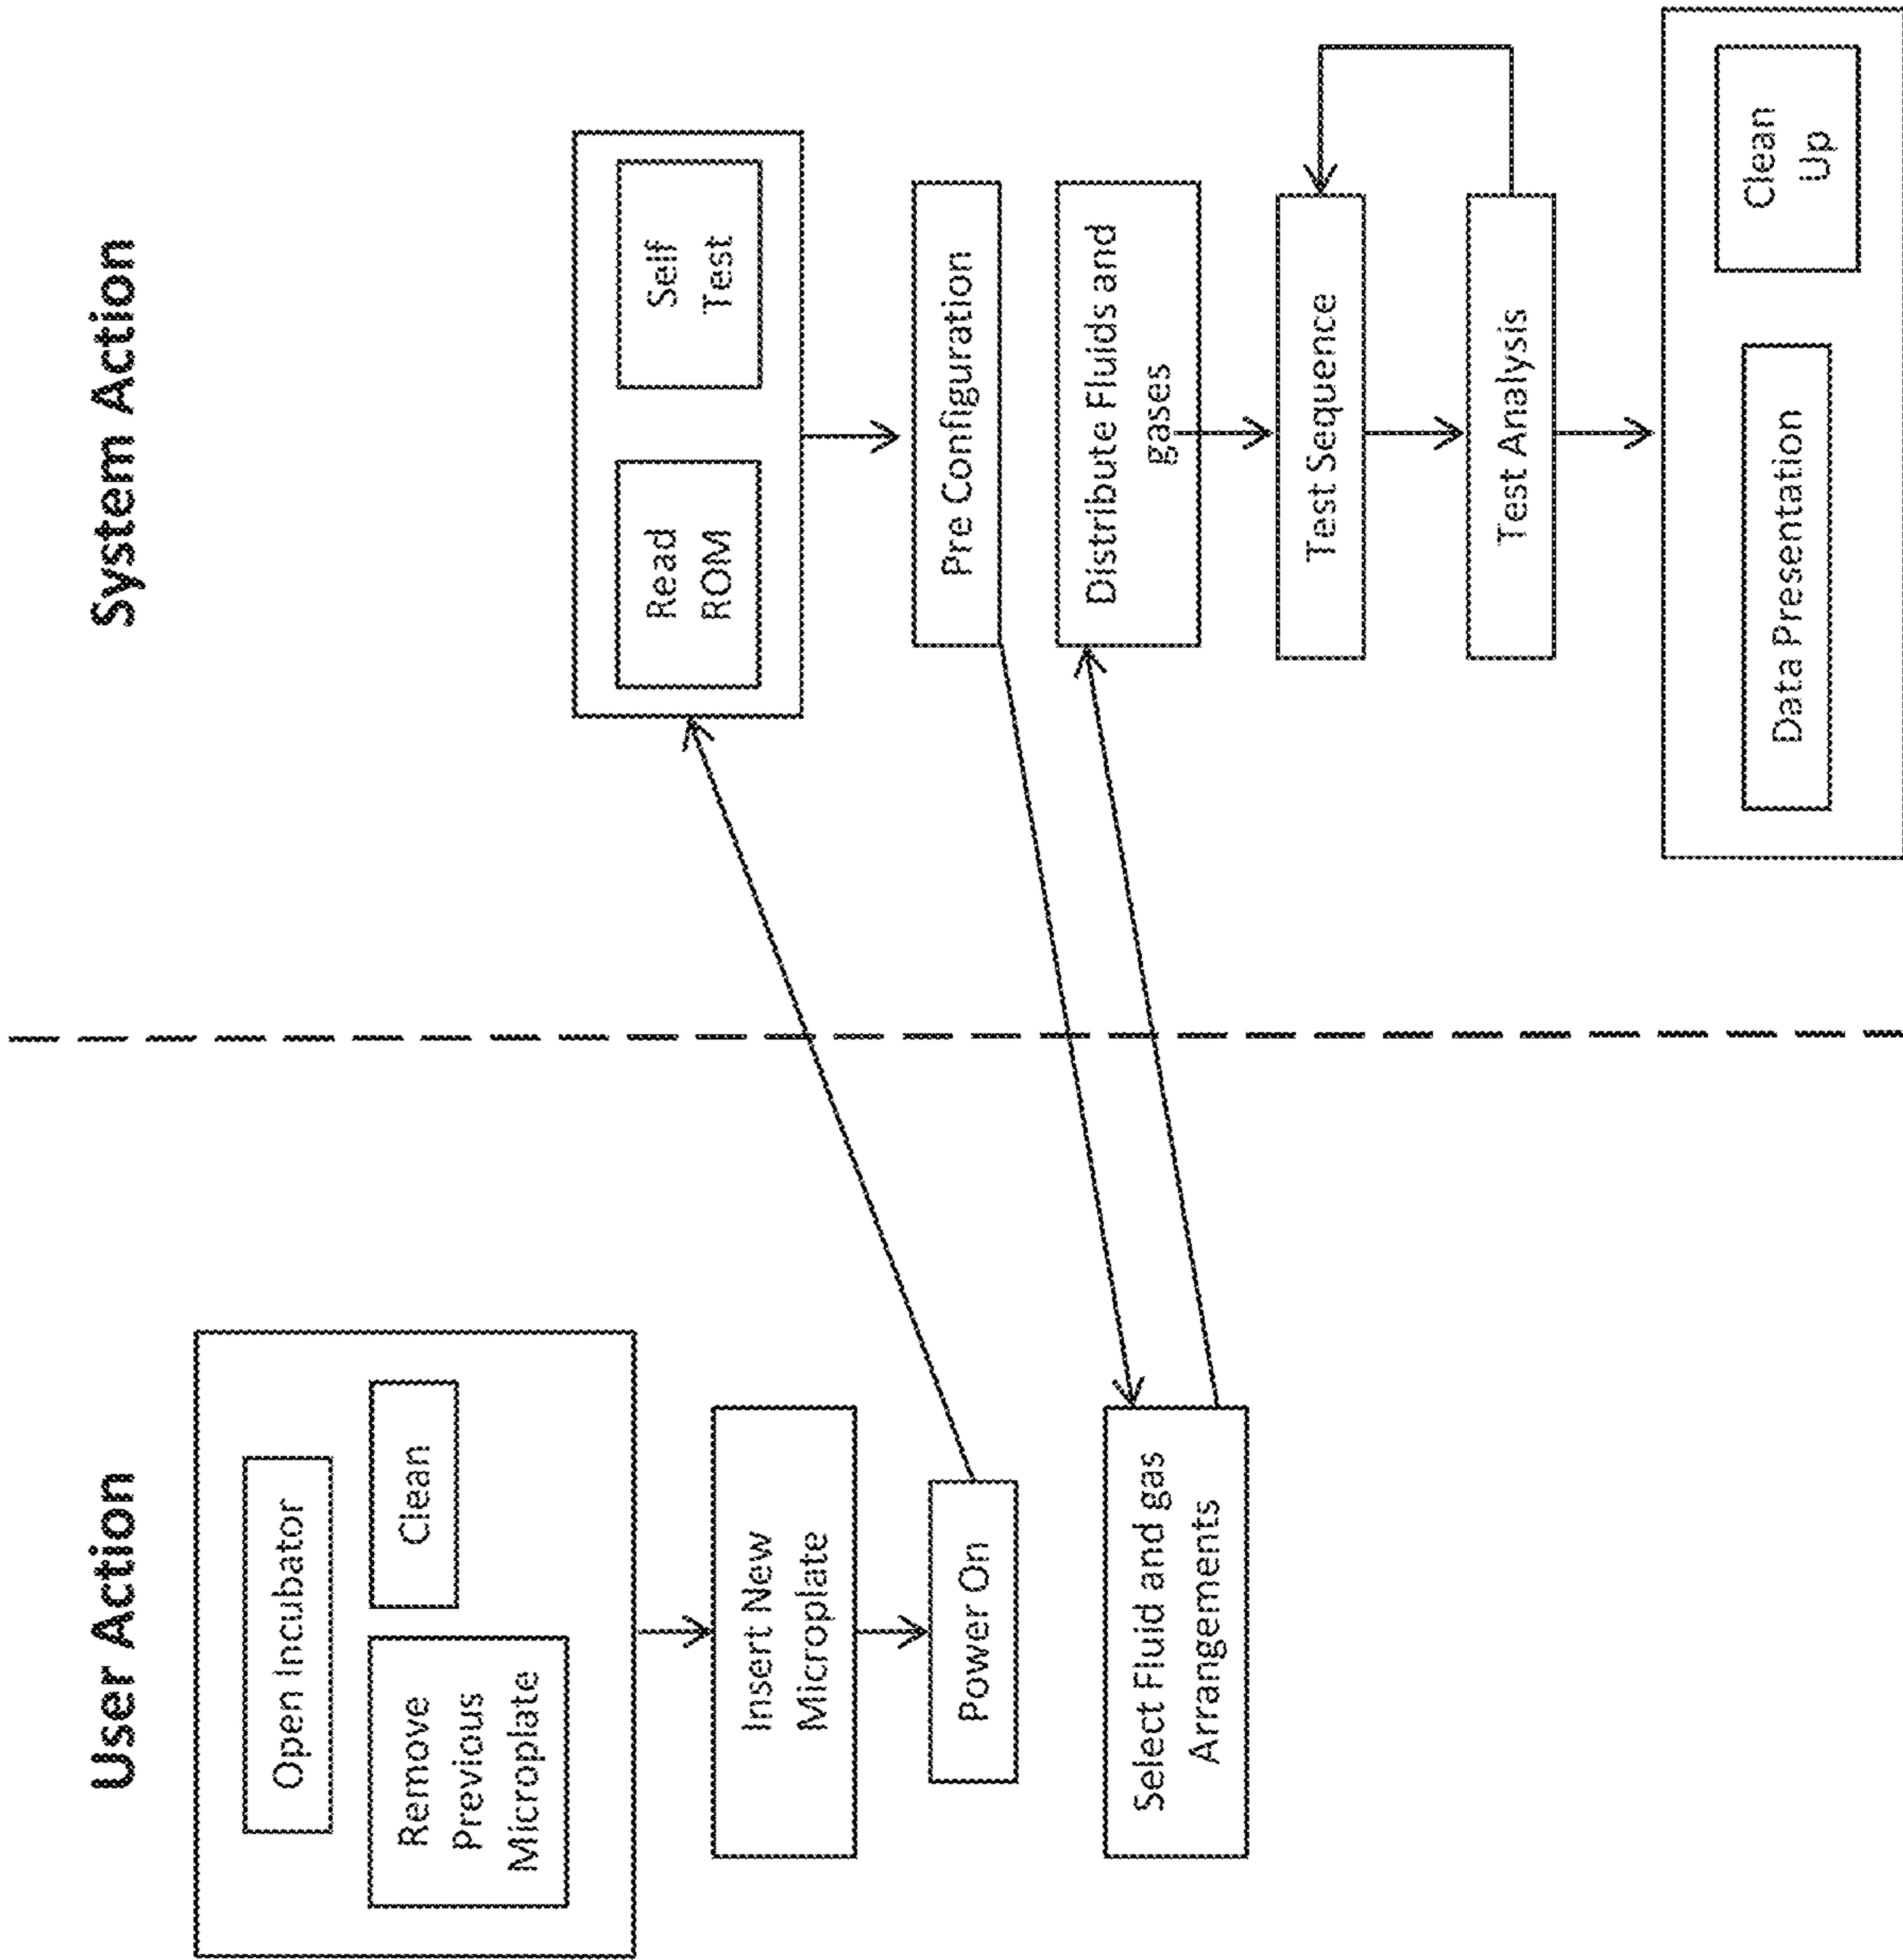 User Action
Open Incubator
Remove
Previous
Microplate
Clean
Insert New
Microplate
Power On
Select Fluid and gas
Arrangements
System Action
Read
ROM
Self
Test
Pre Configuration
Distribute Fluids and
gases
Test Sequence
Test Analysis
Data Presentation
Clean
Up